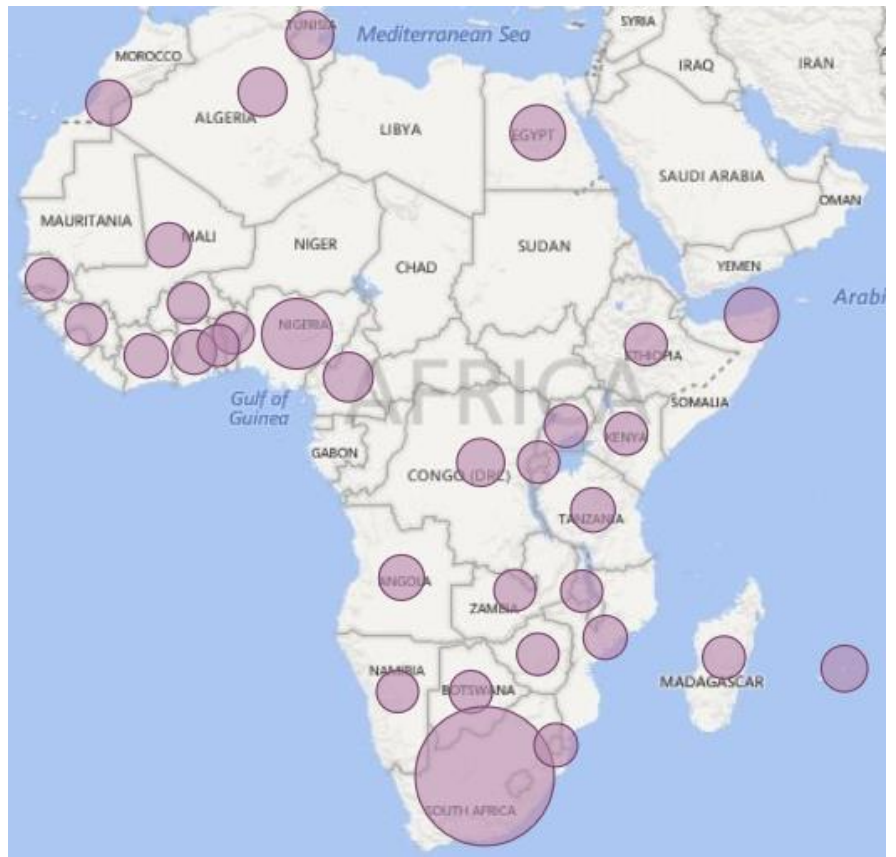 TUNISIA
Mediterranean Sea
SYRIA
MOROCCO
IRAQ
IRAN
ALGERIA
LIBYA
EGYPT
SAUDI ARABIA
OMAN
MAURITANIA
MALI
NIGER
CHAD
SUDAN
YEMEN
Arabi
NIGERIA
ETHIOPIA
AFRICA
Gulf of
Guinea
SOMALIA
KENYA
GABON
CONGO (DRC)
TANZANIA
ANGOLA
ZAMBIA
NAMIBIA
BOTSWANA
MADAGASCAR
SOUTH AFRICA